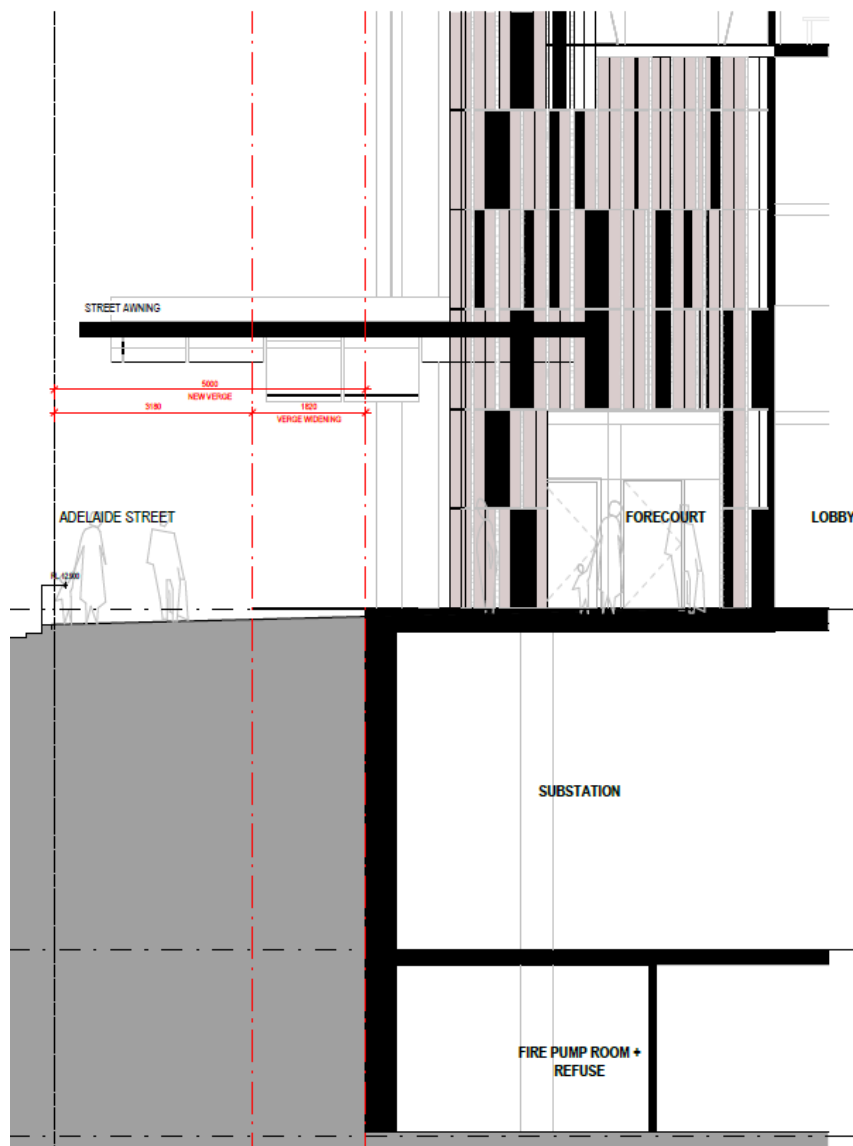 STREET AWNING
5000
NEW VERGE
3180
1820
VERGE WIDENING
ADELAIDE STREET
FORECOURT
LOBBY
SUBSTATION
FIRE PUMP ROOM +
REFUSE